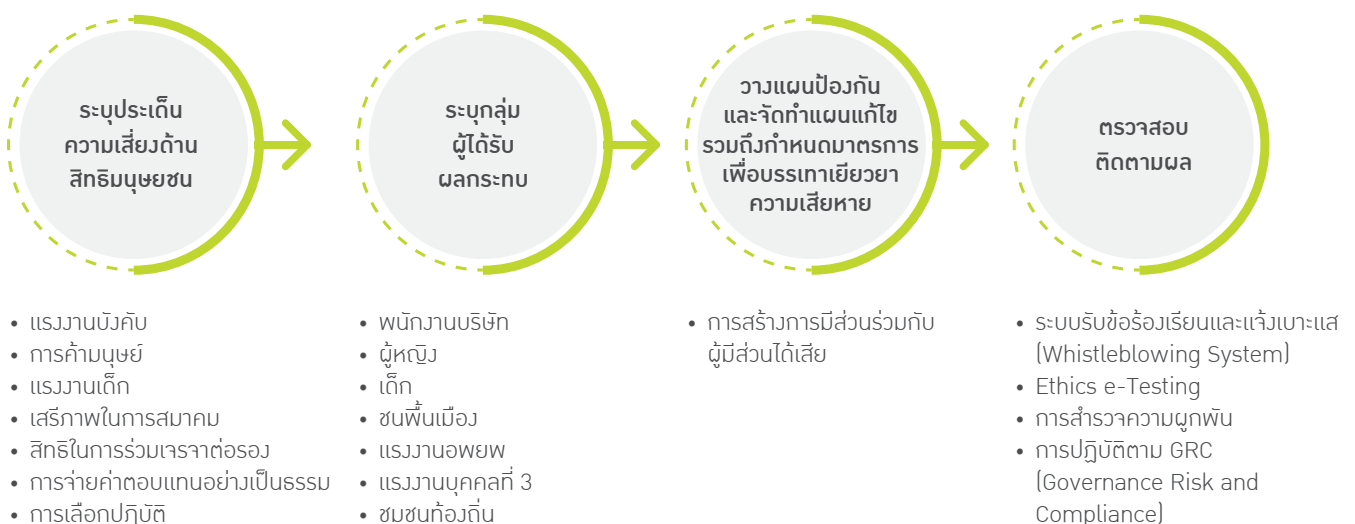 ระบุประเด็น
ความเสี่ยงด้าน
สิทธิมนุษยชน
ระบุกลุ่ม
ผู้ได้รับ
ผลกระทบ
วางแผนป้องกัน
และจัดทำแผนแก้ไข
รวมถึงกำหนดมาตรการ
เพื่อบรรเทาเยียวยา
ความเสียหาย
ตรวจสอบ
ติดตามผล
• แรงงานบังคับ
• การค้ามนุษย์
• แรงงานเด็ก
• เสรีภาพในการสมาคม
• สิทธิในการร่วมเจรจาต่อรอง
• การจ่ายค่าตอบแทนอย่างเป็นธรรม
• การเลือกปฏิบัติ
• พนักงานบริษัท
• ผู้หญิง
• เด็ก
• ชนพื้นเมือง
• แรงงานอพยพ
• แรงงานบุคคลที่ 3
• ชุมชนท้องถิ่น
• การสร้างการมีส่วนร่วมกับ
ผู้มีส่วนได้เสีย
• ระบบรับข้อร้องเรียนและแจ้งเบาะแส
(Whistleblowing System)
• Ethics e-Testing
• การสำรวจความผูกพัน
• การปฏิบัติตาม GRC
(Governance Risk and
Compliance)